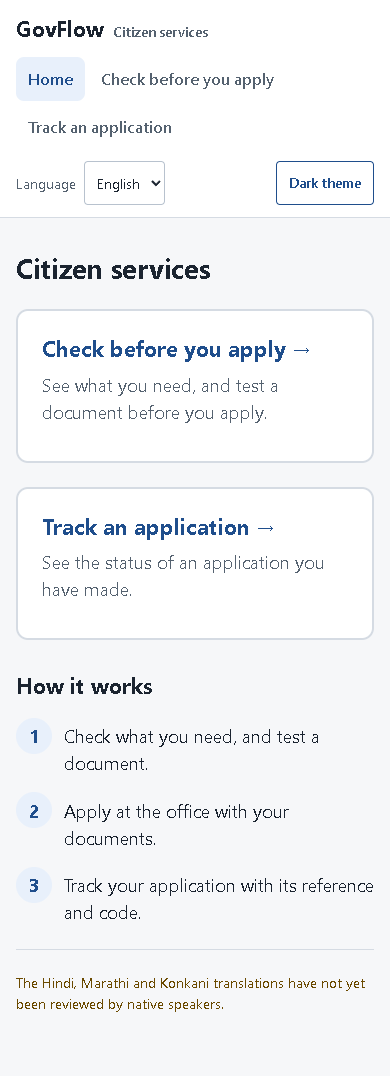 GovFlow Citizen services
Home Check before you apply
Track an application
Language English Dark theme
Citizen services
Check before you apply →
See what you need, and test a
document before you apply.
Track an application →
See the status of an application you
have made.
How it works
1 Check what you need, and test a
document.
2 Apply at the office with your
documents.
3 Track your application with its reference
and code.
The Hindi, Marathi and Konkani translations have not yet
been reviewed by native speakers.